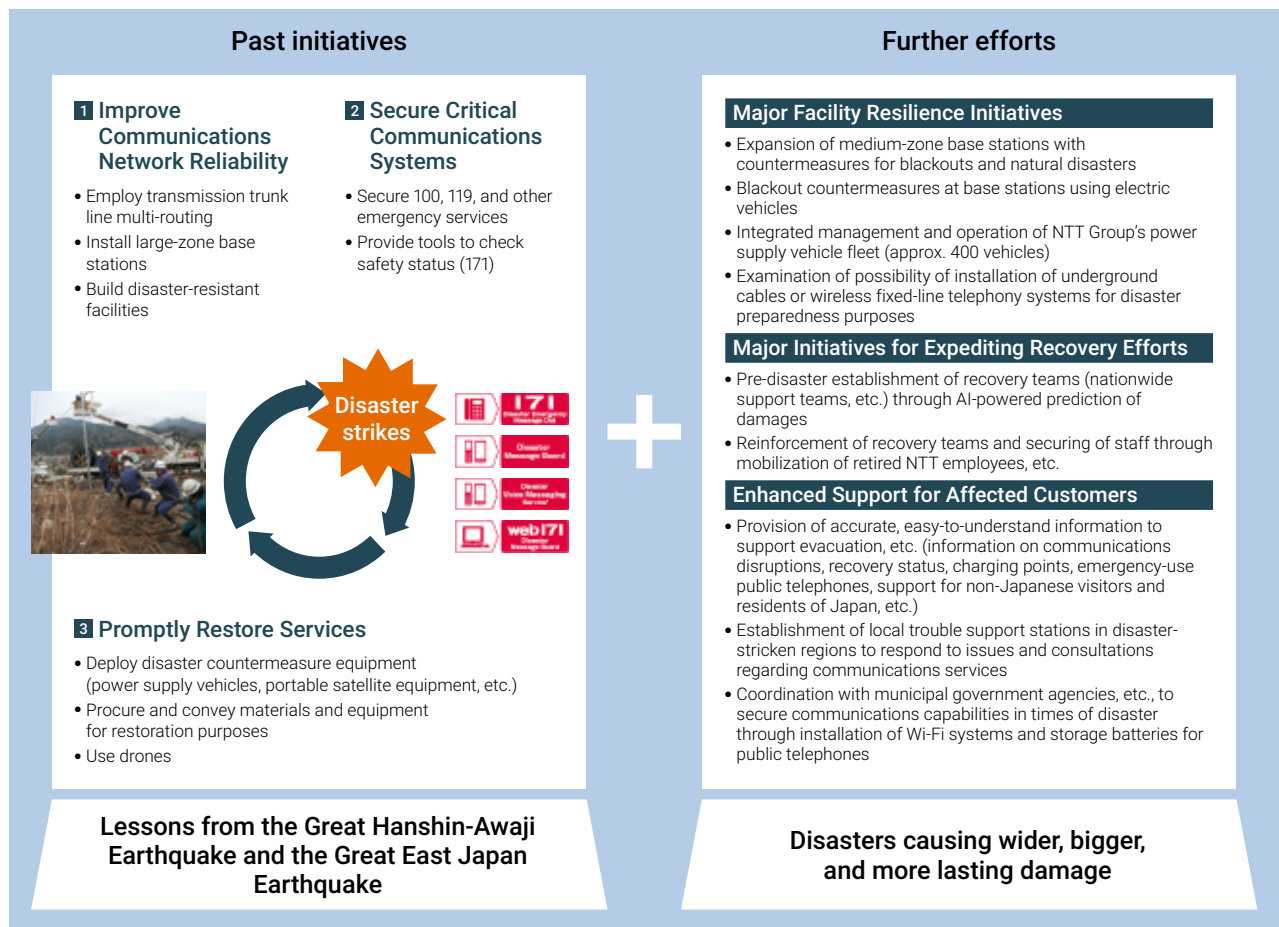 Past initiatives
1 Improve
Communications
Network Reliability
• Employ transmission trunk
line multi-routing
• Install large-zone base
stations
• Build disaster-resistant
facilities
2 Secure Critical
Communications
Systems
• Secure 100, 119, and other
emergency services
• Provide tools to check
safety status (171)
Disaster
strikes
171
Disaster Emergency
Message Dial
Disaster
Message Board
Disaster
Voice Messaging
Service
web171
Disaster
Message Board
3 Promptly Restore Services
• Deploy disaster countermeasure equipment
(power supply vehicles, portable satellite equipment, etc.)
• Procure and convey materials and equipment
for restoration purposes
• Use drones
Lessons from the Great Hanshin-Awaji
Earthquake and the Great East Japan
Earthquake
Further efforts
Major Facility Resilience Initiatives
• Expansion of medium-zone base stations with
countermeasures for blackouts and natural disasters
• Blackout countermeasures at base stations using electric
vehicles
• Integrated management and operation of NTT Group's power
supply vehicle fleet (approx. 400 vehicles)
• Examination of possibility of installation of underground
cables or wireless fixed-line telephony systems for disaster
preparedness purposes
Major Initiatives for Expediting Recovery Efforts
• Pre-disaster establishment of recovery teams (nationwide
support teams, etc.) through AI-powered prediction of
damages
• Reinforcement of recovery teams and securing of staff through
mobilization of retired NTT employees, etc.
Enhanced Support for Affected Customers
• Provision of accurate, easy-to-understand information to
support evacuation, etc. (information on communications
disruptions, recovery status, charging points, emergency-use
public telephones, support for non-Japanese visitors and
residents of Japan, etc.)
• Establishment of local trouble support stations in disaster-
stricken regions to respond to issues and consultations
regarding communications services
• Coordination with municipal government agencies, etc., to
secure communications capabilities in times of disaster
through installation of Wi-Fi systems and storage batteries for
public telephones
Disasters causing wider, bigger,
and more lasting damage